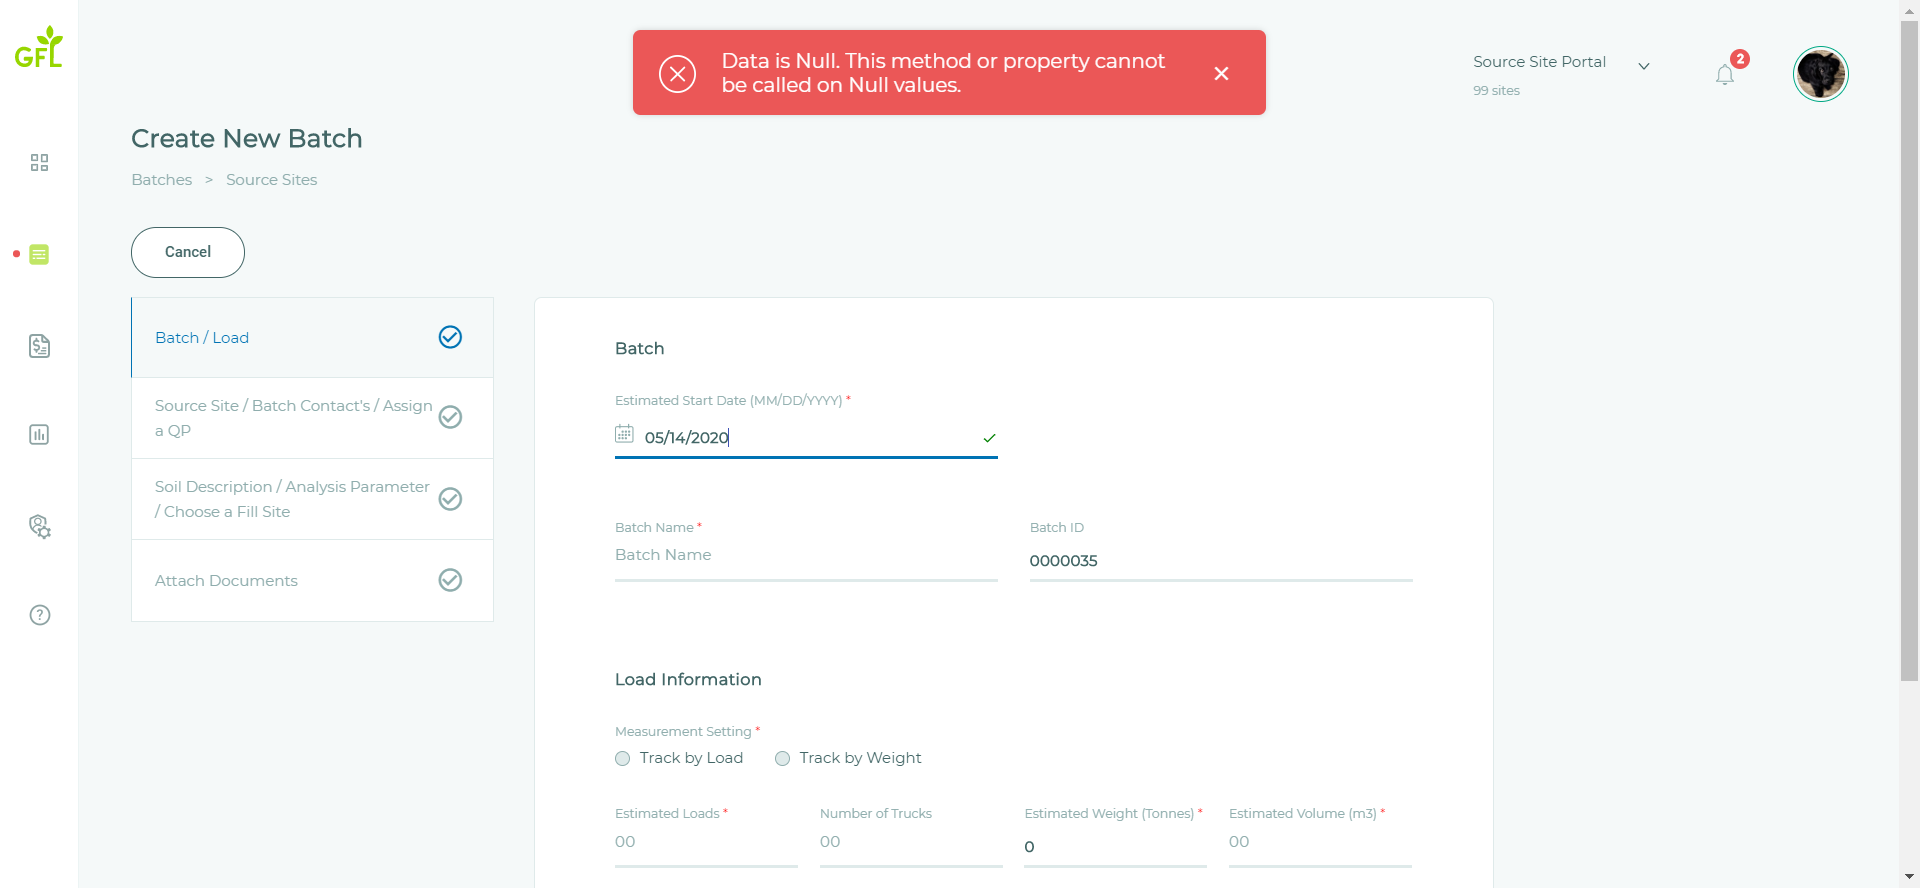 GFL
Data is Null. This method or property cannot
be called on Null values.
Source Site Portal
99 sites
2
Create New Batch
Batches > Source Sites
Cancel
Batch / Load
Source Site / Batch Contact's / Assign
a QP
Soil Description / Analysis Parameter
/ Choose a Fill Site
Attach Documents
Batch
Estimated Start Date (MM/DD/YYYY) *
05/14/2020
Batch Name *
Batch Name
Batch ID
0000035
Load Information
Measurement Setting *
Track by Load
Track by Weight
Estimated Loads *
00
Number of Trucks
00
Estimated Weight (Tonnes) *
0
Estimated Volume (m3) *
00